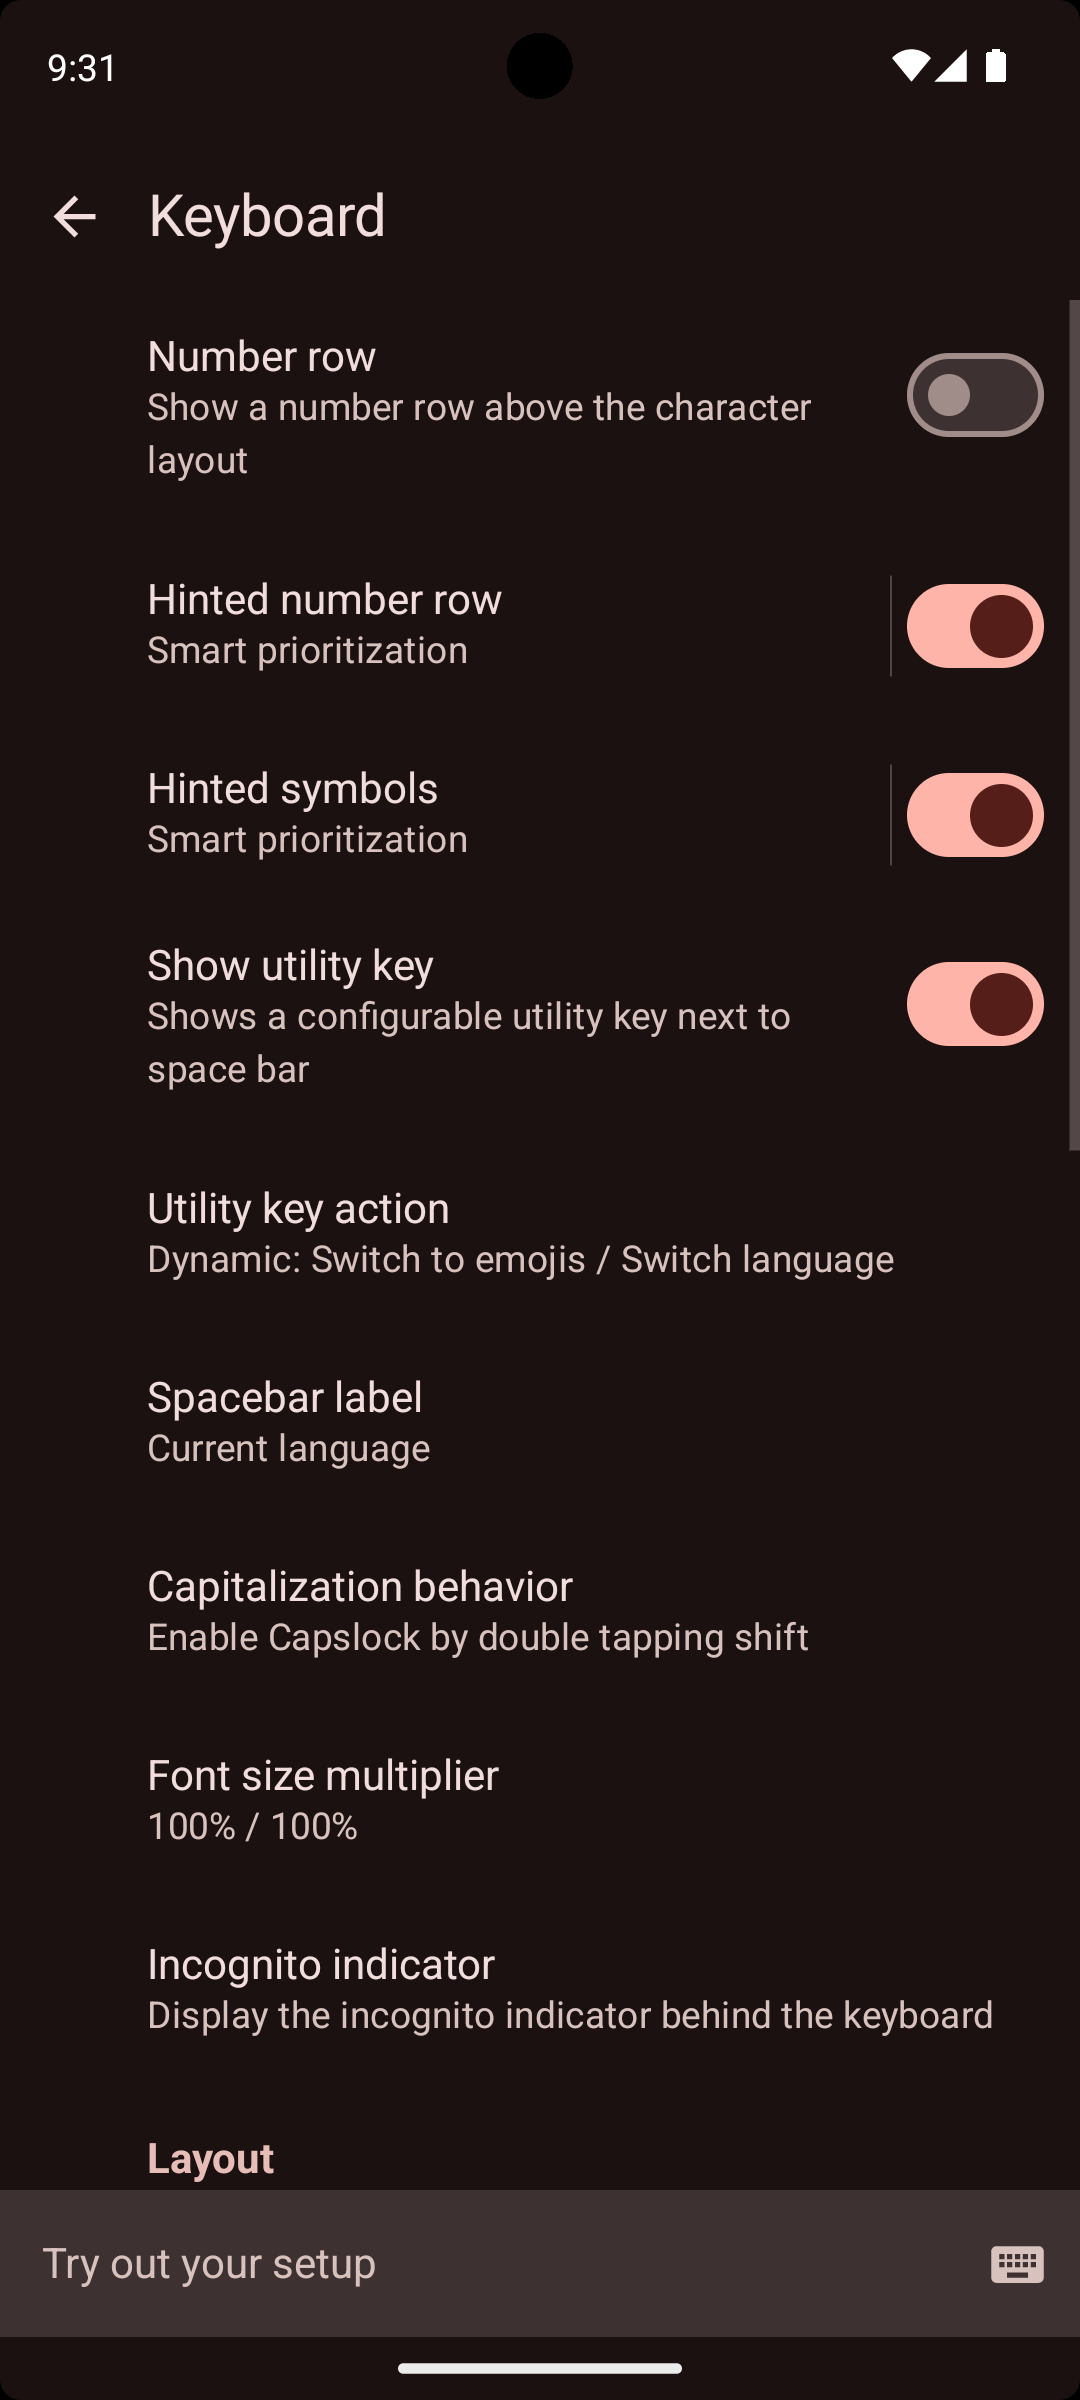 9:31
Keyboard
Number row
Show a number row above the character
layout
Hinted number row
Smart prioritization
Hinted symbols
Smart prioritization
Show utility key
Shows a configurable utility key next to
space bar
Utility key action
Dynamic: Switch to emojis / Switch language
Spacebar label
Current language
Capitalization behavior
Enable Capslock by double tapping shift
Font size multiplier
100% / 100%
Incognito indicator
Display the incognito indicator behind the keyboard
Layout
Try out your setup